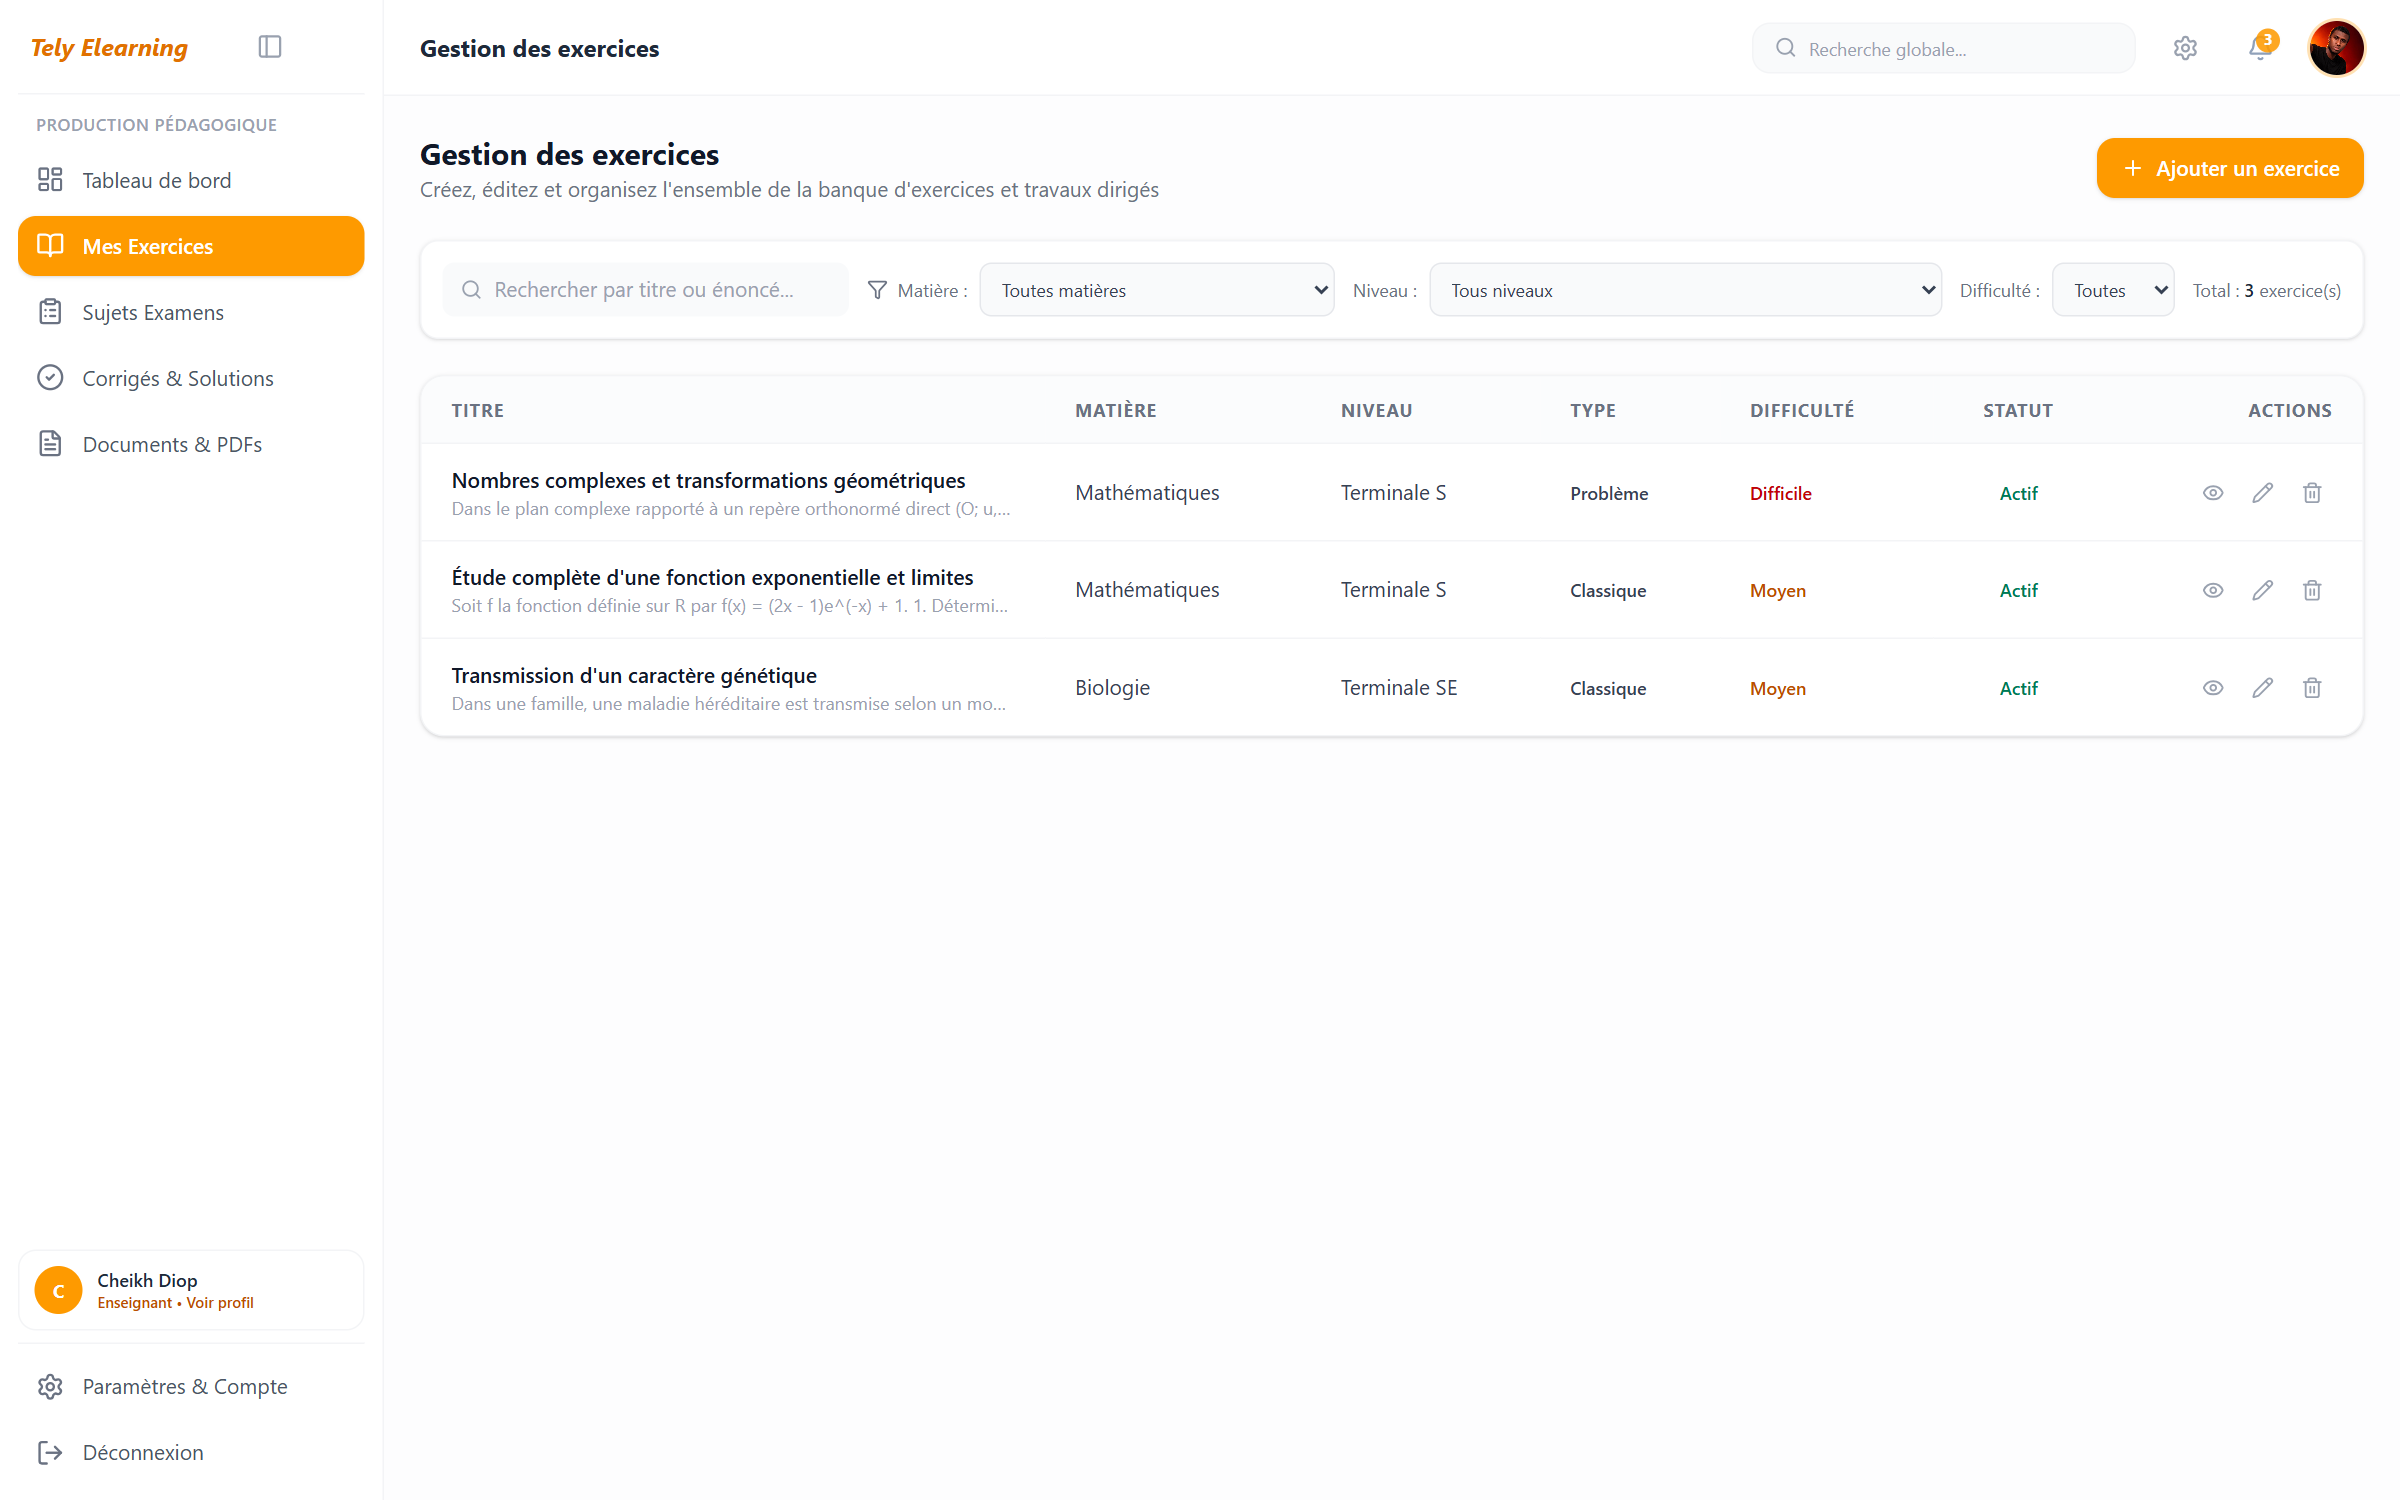 Tely Elearning
PRODUCTION PÉDAGOGIQUE
Tableau de bord
Mes Exercices
Sujets Examens
Corrigés & Solutions
Documents & PDFs
C
Cheikh Diop
Enseignant • Voir profil
Paramètres & Compte
Déconnexion
Gestion des exercices
Recherche globale...
3
Gestion des exercices
Créez, éditez et organisez l'ensemble de la banque d'exercices et travaux dirigés
+ Ajouter un exercice
Rechercher par titre ou énoncé... Matière : Toutes matières Niveau : Tous niveaux Difficulté : Toutes Total : 3 exercice(s)
TITRE MATIÈRE NIVEAU TYPE DIFFICULTÉ STATUT ACTIONS
Nombres complexes et transformations géométriques
Dans le plan complexe rapporté à un repère orthonormé direct (O; u,...
Mathématiques Terminale S Problème Difficile Actif
Étude complète d'une fonction exponentielle et limites
Soit f la fonction définie sur R par f(x) = (2x - 1)e^(-x) + 1. 1. Détermi...
Mathématiques Terminale S Classique Moyen Actif
Transmission d'un caractère génétique
Dans une famille, une maladie héréditaire est transmise selon un mo...
Biologie Terminale SE Classique Moyen Actif